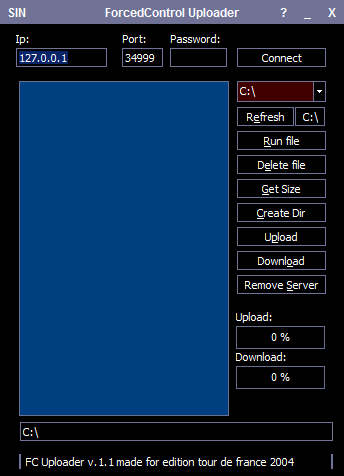 SIN ForcedControl Uploader ? _ X
Ip: Port: Password:
127.0.0.1 34999 Connect
C:\
Refresh C:\
Run file
Delete file
Get Size
Create Dir
Upload
Download
Remove Server
Upload:
0 %
Download:
0 %
C:\
FC Uploader v.1.1 made for edition tour de france 2004